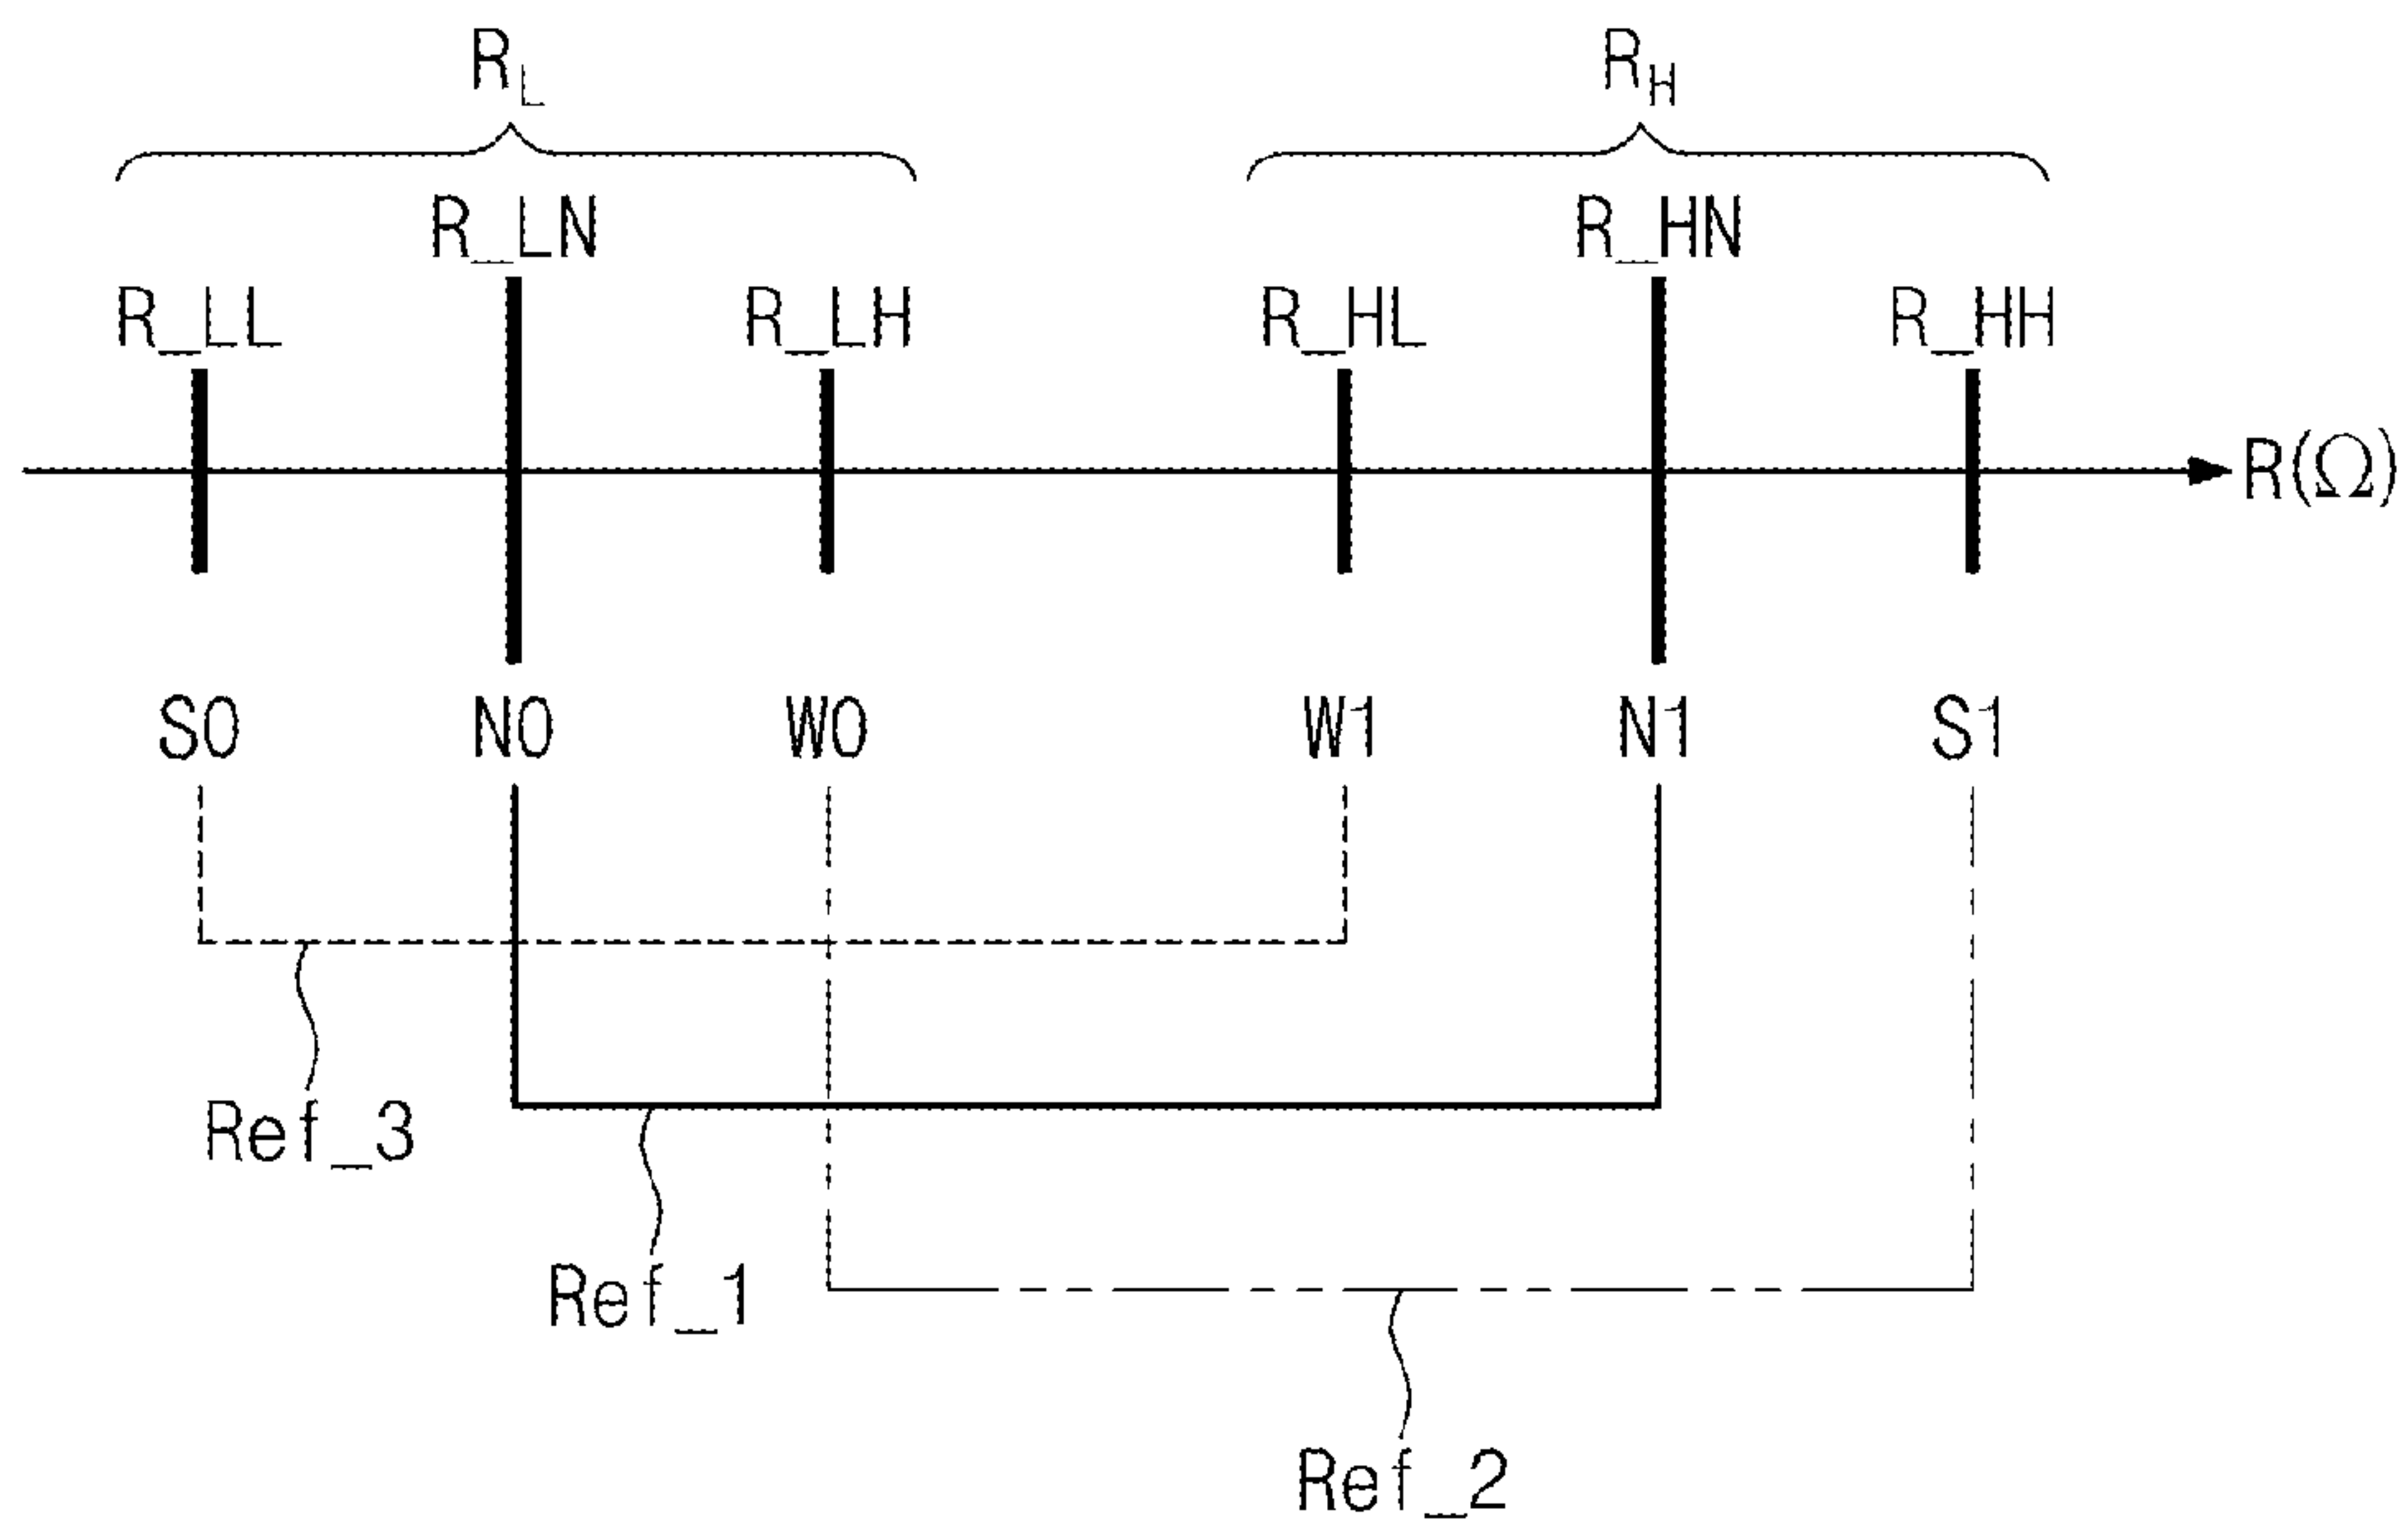 R_L R_H
R_LN R_HN
R_LL R_LH R_HL R_HH
R(Ω)
S0 N0 W0 W1 N1 S1
Ref_3
Ref_1
Ref_2